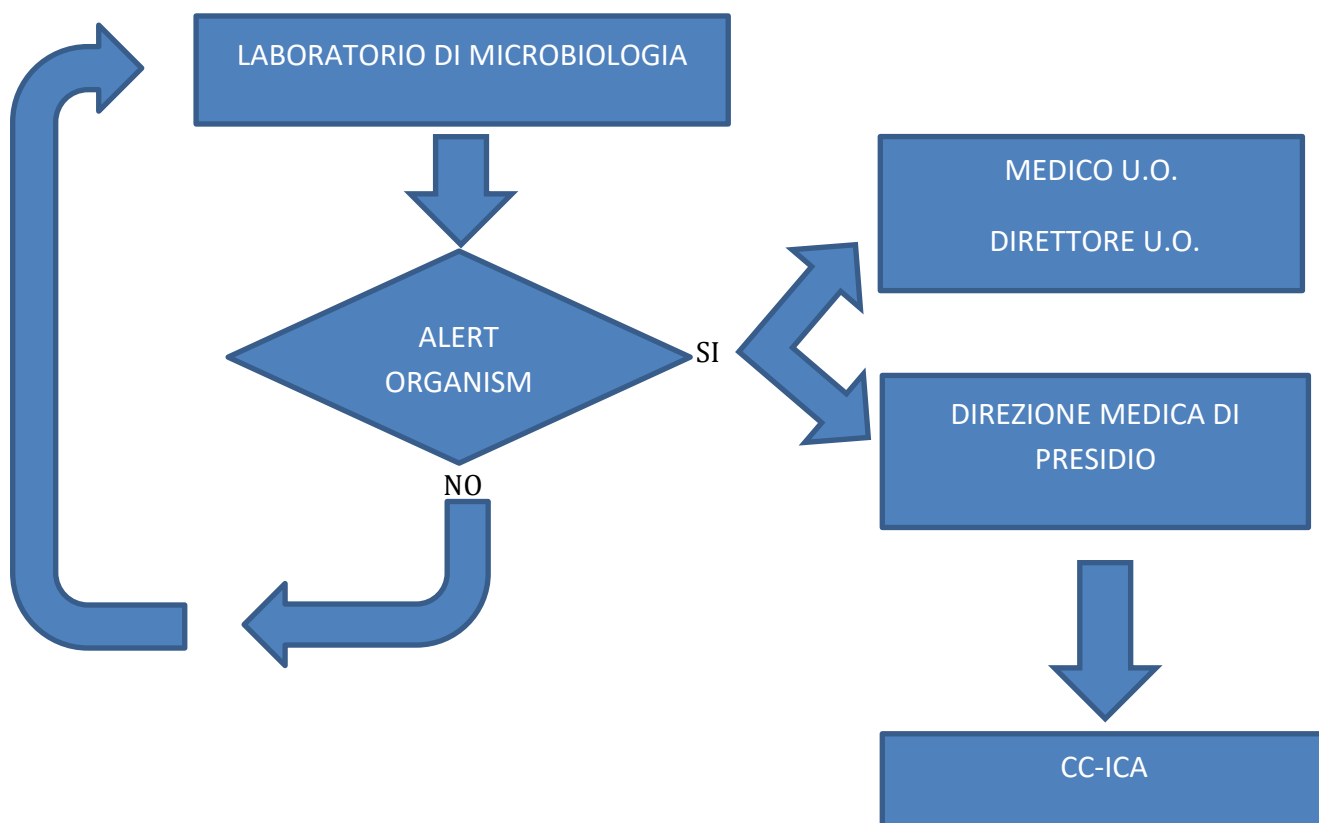 LABORATORIO DI MICROBIOLOGIA
MEDICO U.O.
DIRETTORE U.O.
ALERT
ORGANISM
SI
NO
DIREZIONE MEDICA DI
PRESIDIO
CC-ICA